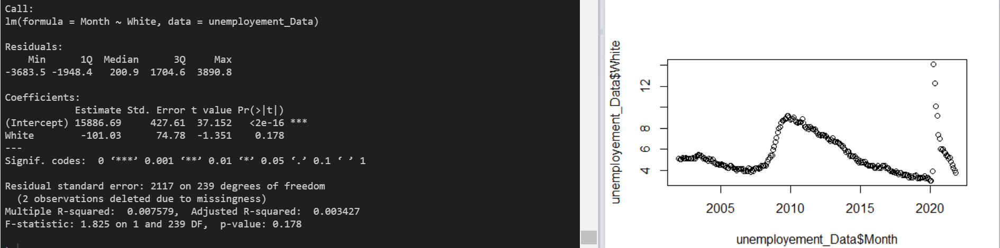 Call:
lm(formula = Month ~ White, data = unemployement_Data)
Residuals:
Min 1Q Median 3Q Max
-3683.5 -1948.4 200.9 1704.6 3890.8
Coefficients:
Estimate Std. Error t value Pr(>|t|)
(Intercept) 15886.69 427.61 37.152 <2e-16 ***
White -101.03 74.78 -1.351 0.178
---
Signif. codes: 0 ‘***’ 0.001 ‘**’ 0.01 ‘*’ 0.05 ‘.’ 0.1 ‘ ’ 1
Residual standard error: 2117 on 239 degrees of freedom
(2 observations deleted due to missingness)
Multiple R-squared: 0.007579, Adjusted R-squared: 0.003427
F-statistic: 1.825 on 1 and 239 DF, p-value: 0.178
unemployement_Data$White
12
8
6
4
2005 2010 2015 2020
unemployement_Data$Month